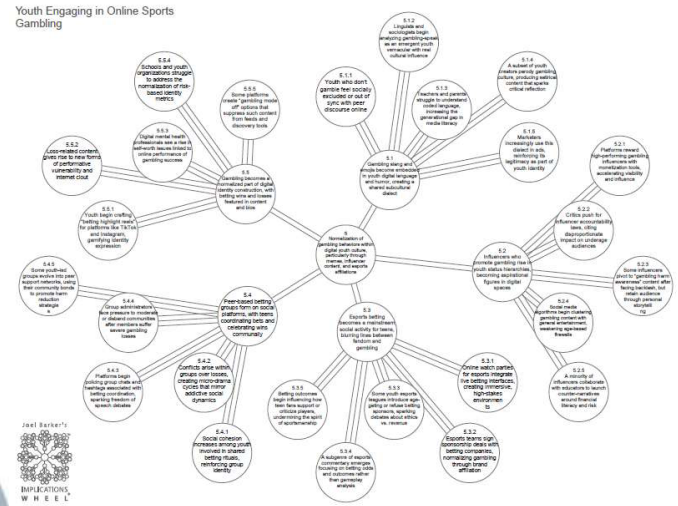 Youth Engaging in Online Sports
Gambling
5.1.2
Linguists and
sociologists begin
analyzing gambling-speak
as an emergent youth
vernacular with real
cultural influence
5.5.4
Schools and youth
organizations struggle
to address the
normalization of risk-
based identity
metrics
5.1.4
A subset of youth
creators parody gambling
culture, producing satirical
content that sparks
critical reflection
5.1.1
Youth who don't
gamble feel socially
excluded or out of
sync with peer
discourse online
5.5.5
Some platforms
create "gambling mode
off" options that
suppress such content
from feeds and
discovery tools
5.1.3
Teachers and parents
struggle to understand
coded language,
increasing the
generational gap in
media literacy
5.5.3
Digital mental health
professionals see a rise in
self-worth issues linked to
online performance of
gambling success
5.1.5
Marketers
increasingly use this
dialect in ads,
reinforcing its
legitimacy as part of
youth identity
5.5.2
Loss-related content
gives rise to new forms
of performative
vulnerability and
internet clout
5.1
Gambling slang and
emojis become embedded
in youth digital language
and humor, creating a
shared subcultural
dialect
5.2.1
Platforms reward
high-performing gambling
influencers with
monetization tools,
accelerating visibility
and influence
5.5
Gambling becomes a
normalized part of digital
identity construction, with
betting wins and losses
featured in content
and bios
5.5.1
Youth begin crafting
"betting highlight reels"
for platforms like TikTok
and Instagram,
gamifying identity
expression
5.2.2
Critics push for
influencer accountability
laws, citing
disproportionate
impact on underage
audiences
5
Normalization of
gambling behaviors within
digital youth culture,
particularly through
memes, influencer
content, and esports
affiliations
5.2
Influencers who
promote gambling rise in
youth status hierarchies,
becoming aspirational
figures in digital
spaces
5.2.3
Some influencers
pivot to "gambling harm
awareness" content after
facing backlash, but
retain audience
through personal
storytelli
ng
5.4.5
Some youth-led
groups evolve into peer
support networks, using
their community bonds
to promote harm
reduction
strategie
s
5.4.4
Group administrators
face pressure to moderate
or disband communities
after members suffer
severe gambling
losses
5.4
Peer-based betting
groups form on social
platforms, with teens
coordinating bets and
celebrating wins
communally
5.2.4
Social media
algorithms begin clustering
gambling content with
general entertainment,
weakening age-based
firewalls
5.3
Esports betting
becomes a mainstream
social activity for teens,
blurring lines between
fandom and
gambling
5.4.3
Platforms begin
policing group chats and
hashtags associated with
betting coordination,
sparking freedom of
speech debates
5.4.2
Conflicts arise within
groups over losses,
creating micro-drama
cycles that mirror
addictive social
dynamics
5.3.1
Online watch parties
for esports integrate
live betting interfaces,
creating immersive,
high-stakes
environmen
ts
5.2.5
A minority of
influencers collaborate
with educators to launch
counter-narratives
around financial
literacy and risk
5.3.5
Betting outcomes
begin influencing how
teen fans support or
criticize players,
undermining the spirit
of sportsmanship
5.3.3
Some youth esports
leagues introduce age-
gating or refuse betting
sponsors, sparking
debates about ethics
vs. revenue
5.4.1
Social cohesion
increases among youth
involved in shared
betting rituals,
reinforcing group
identity
5.3.2
Esports teams sign
sponsorship deals with
betting companies,
normalizing gambling
through brand
affiliation
5.3.4
A subgenre of esports
commentary emerges
focusing on betting odds
and outcomes rather
than gameplay
analysis
Joel Barker's
IMPLICATIONS
WHEEL